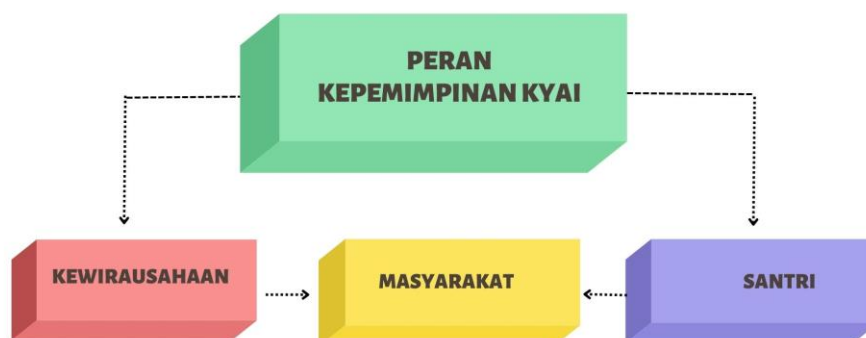 PERAN
KEPEMIMPINAN KYAI
KEWIRAUSAHAAN
MASYARAKAT
SANTRI